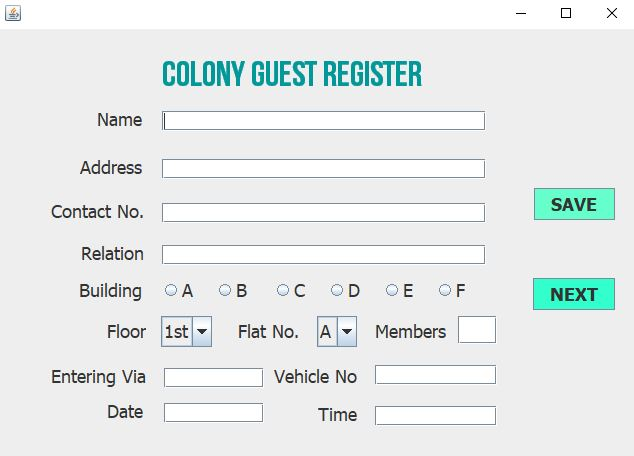 COLONY GUEST REGISTER
Name
Address
Contact No.
SAVE
Relation
Building A B C D E F
NEXT
Floor 1st Flat No. A Members
Entering Via Vehicle No
Date Time